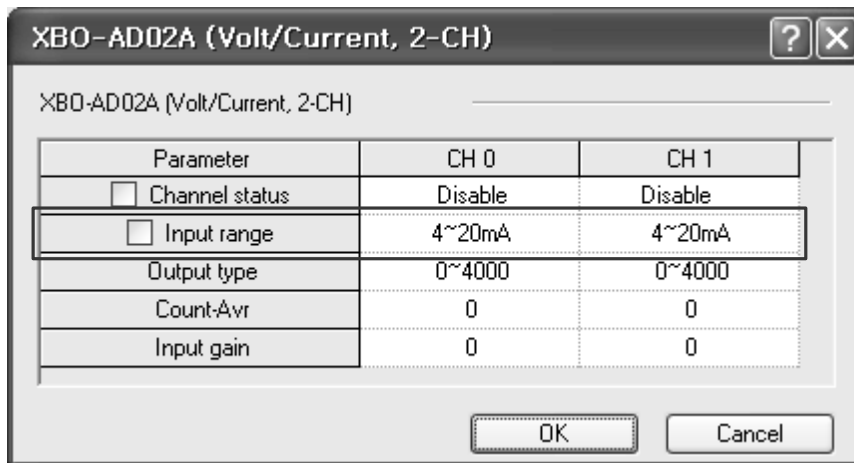 XBO-AD02A (Volt/Current, 2-CH)
XBO-AD02A (Volt/Current, 2-CH)
Parameter CH 0 CH 1
Channel status Disable Disable
Input range 4~20mA 4~20mA
Output type 0~4000 0~4000
Count-Avr 0 0
Input gain 0 0
OK Cancel